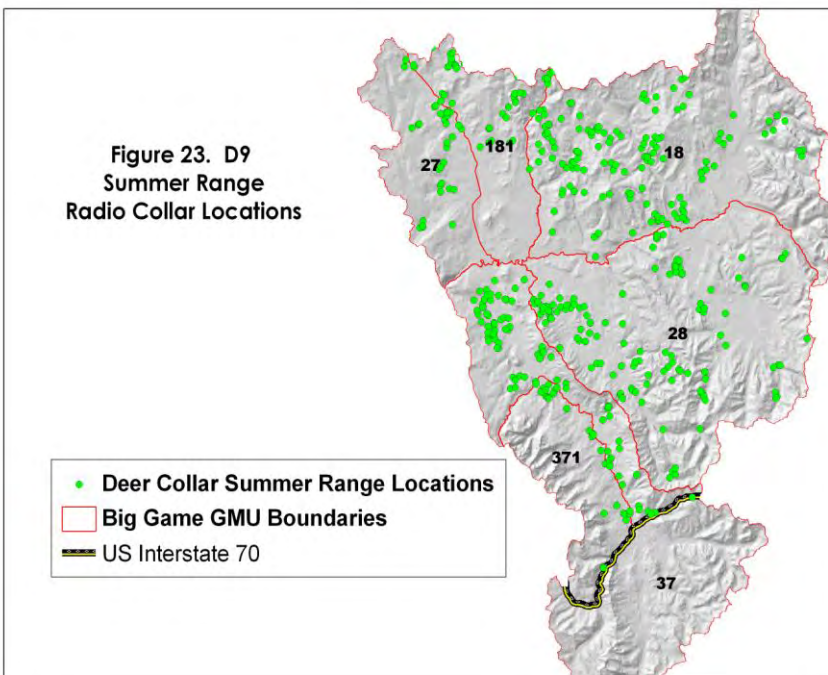 Figure 23. D9
Summer Range
Radio Collar Locations
27
181
18
28
371
37
Deer Collar Summer Range Locations
Big Game GMU Boundaries
US Interstate 70